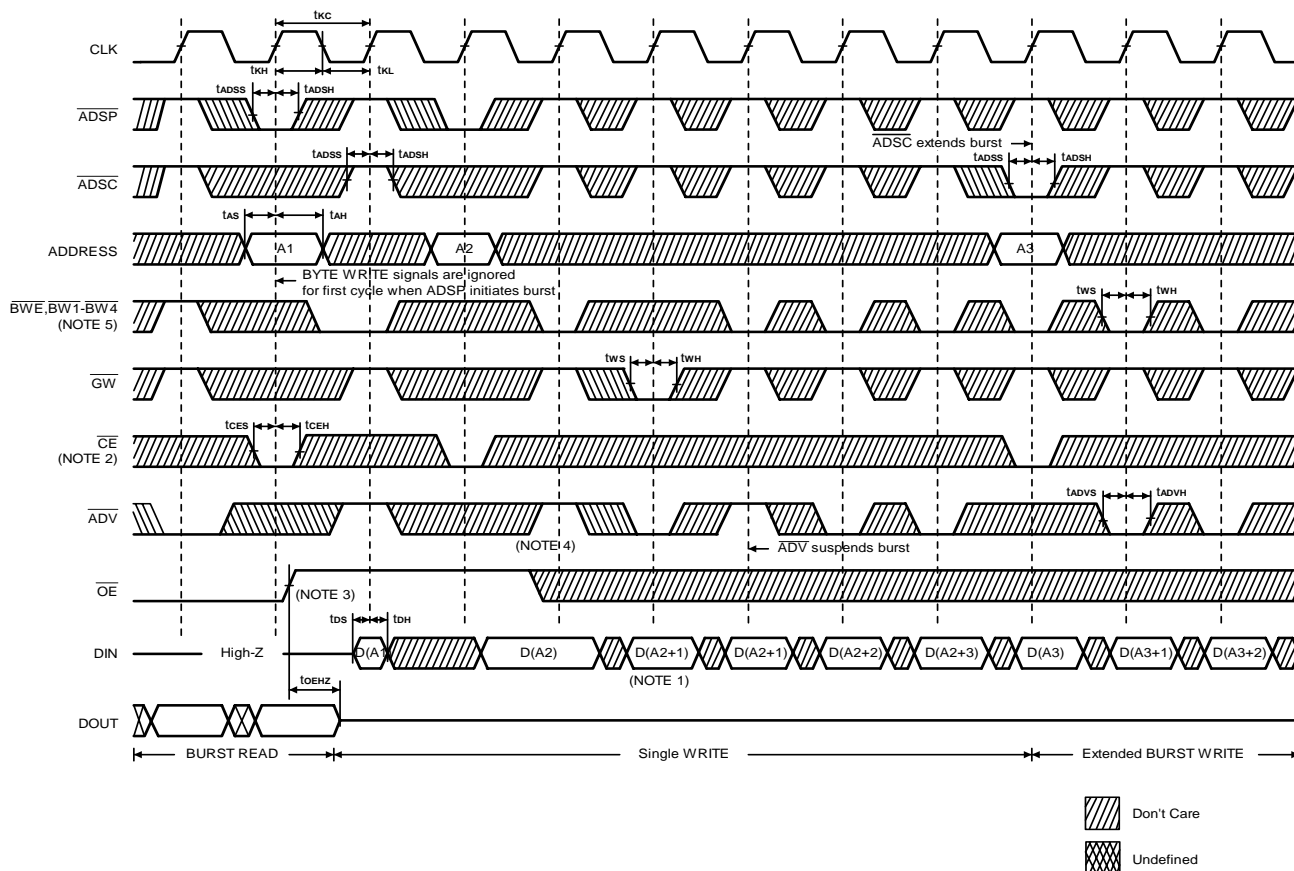 tKC
CLK
tKH
tKL
tADSS
tADSH
ADSP
ADSC extends burst
tADSS
tADSH
tADSS
tADSH
ADSC
tAS
tAH
ADDRESS
A1
A2
A3
BYTE WRITE signals are ignored
for first cycle when ADSP initiates burst
BWE,BW1-BW4
(NOTE 5)
tWS
tWH
tWS
tWH
GW
tCES
tCEH
CE
(NOTE 2)
tADVS
tADVH
ADV
(NOTE 4)
ADV suspends burst
OE
(NOTE 3)
tDS
tDH
DIN
High-Z
D(A1
D(A2)
D(A2+1)
D(A2+1)
D(A2+2)
D(A2+3)
D(A3)
D(A3+1)
D(A3+2)
(NOTE 1)
tOEHZ
DOUT
BURST READ
Single WRITE
Extended BURST WRITE
Don't Care
Undefined